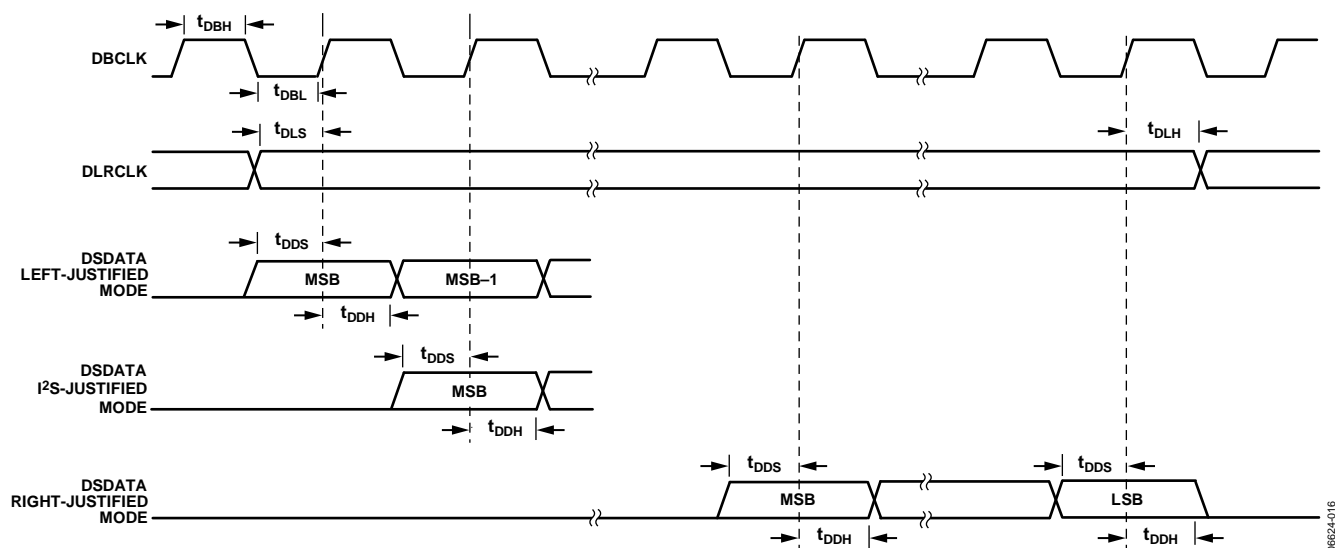 tDBH
DBCLK
tDBL
tDLS
tDLH
DLRCLK
tDDS
DSDATA
LEFT-JUSTIFIED
MODE
MSB
MSB–1
tDDH
tDDS
DSDATA
I2S-JUSTIFIED
MODE
MSB
tDDH
tDDS
tDDS
DSDATA
RIGHT-JUSTIFIED
MODE
MSB
LSB
tDDH
tDDH
06624-016